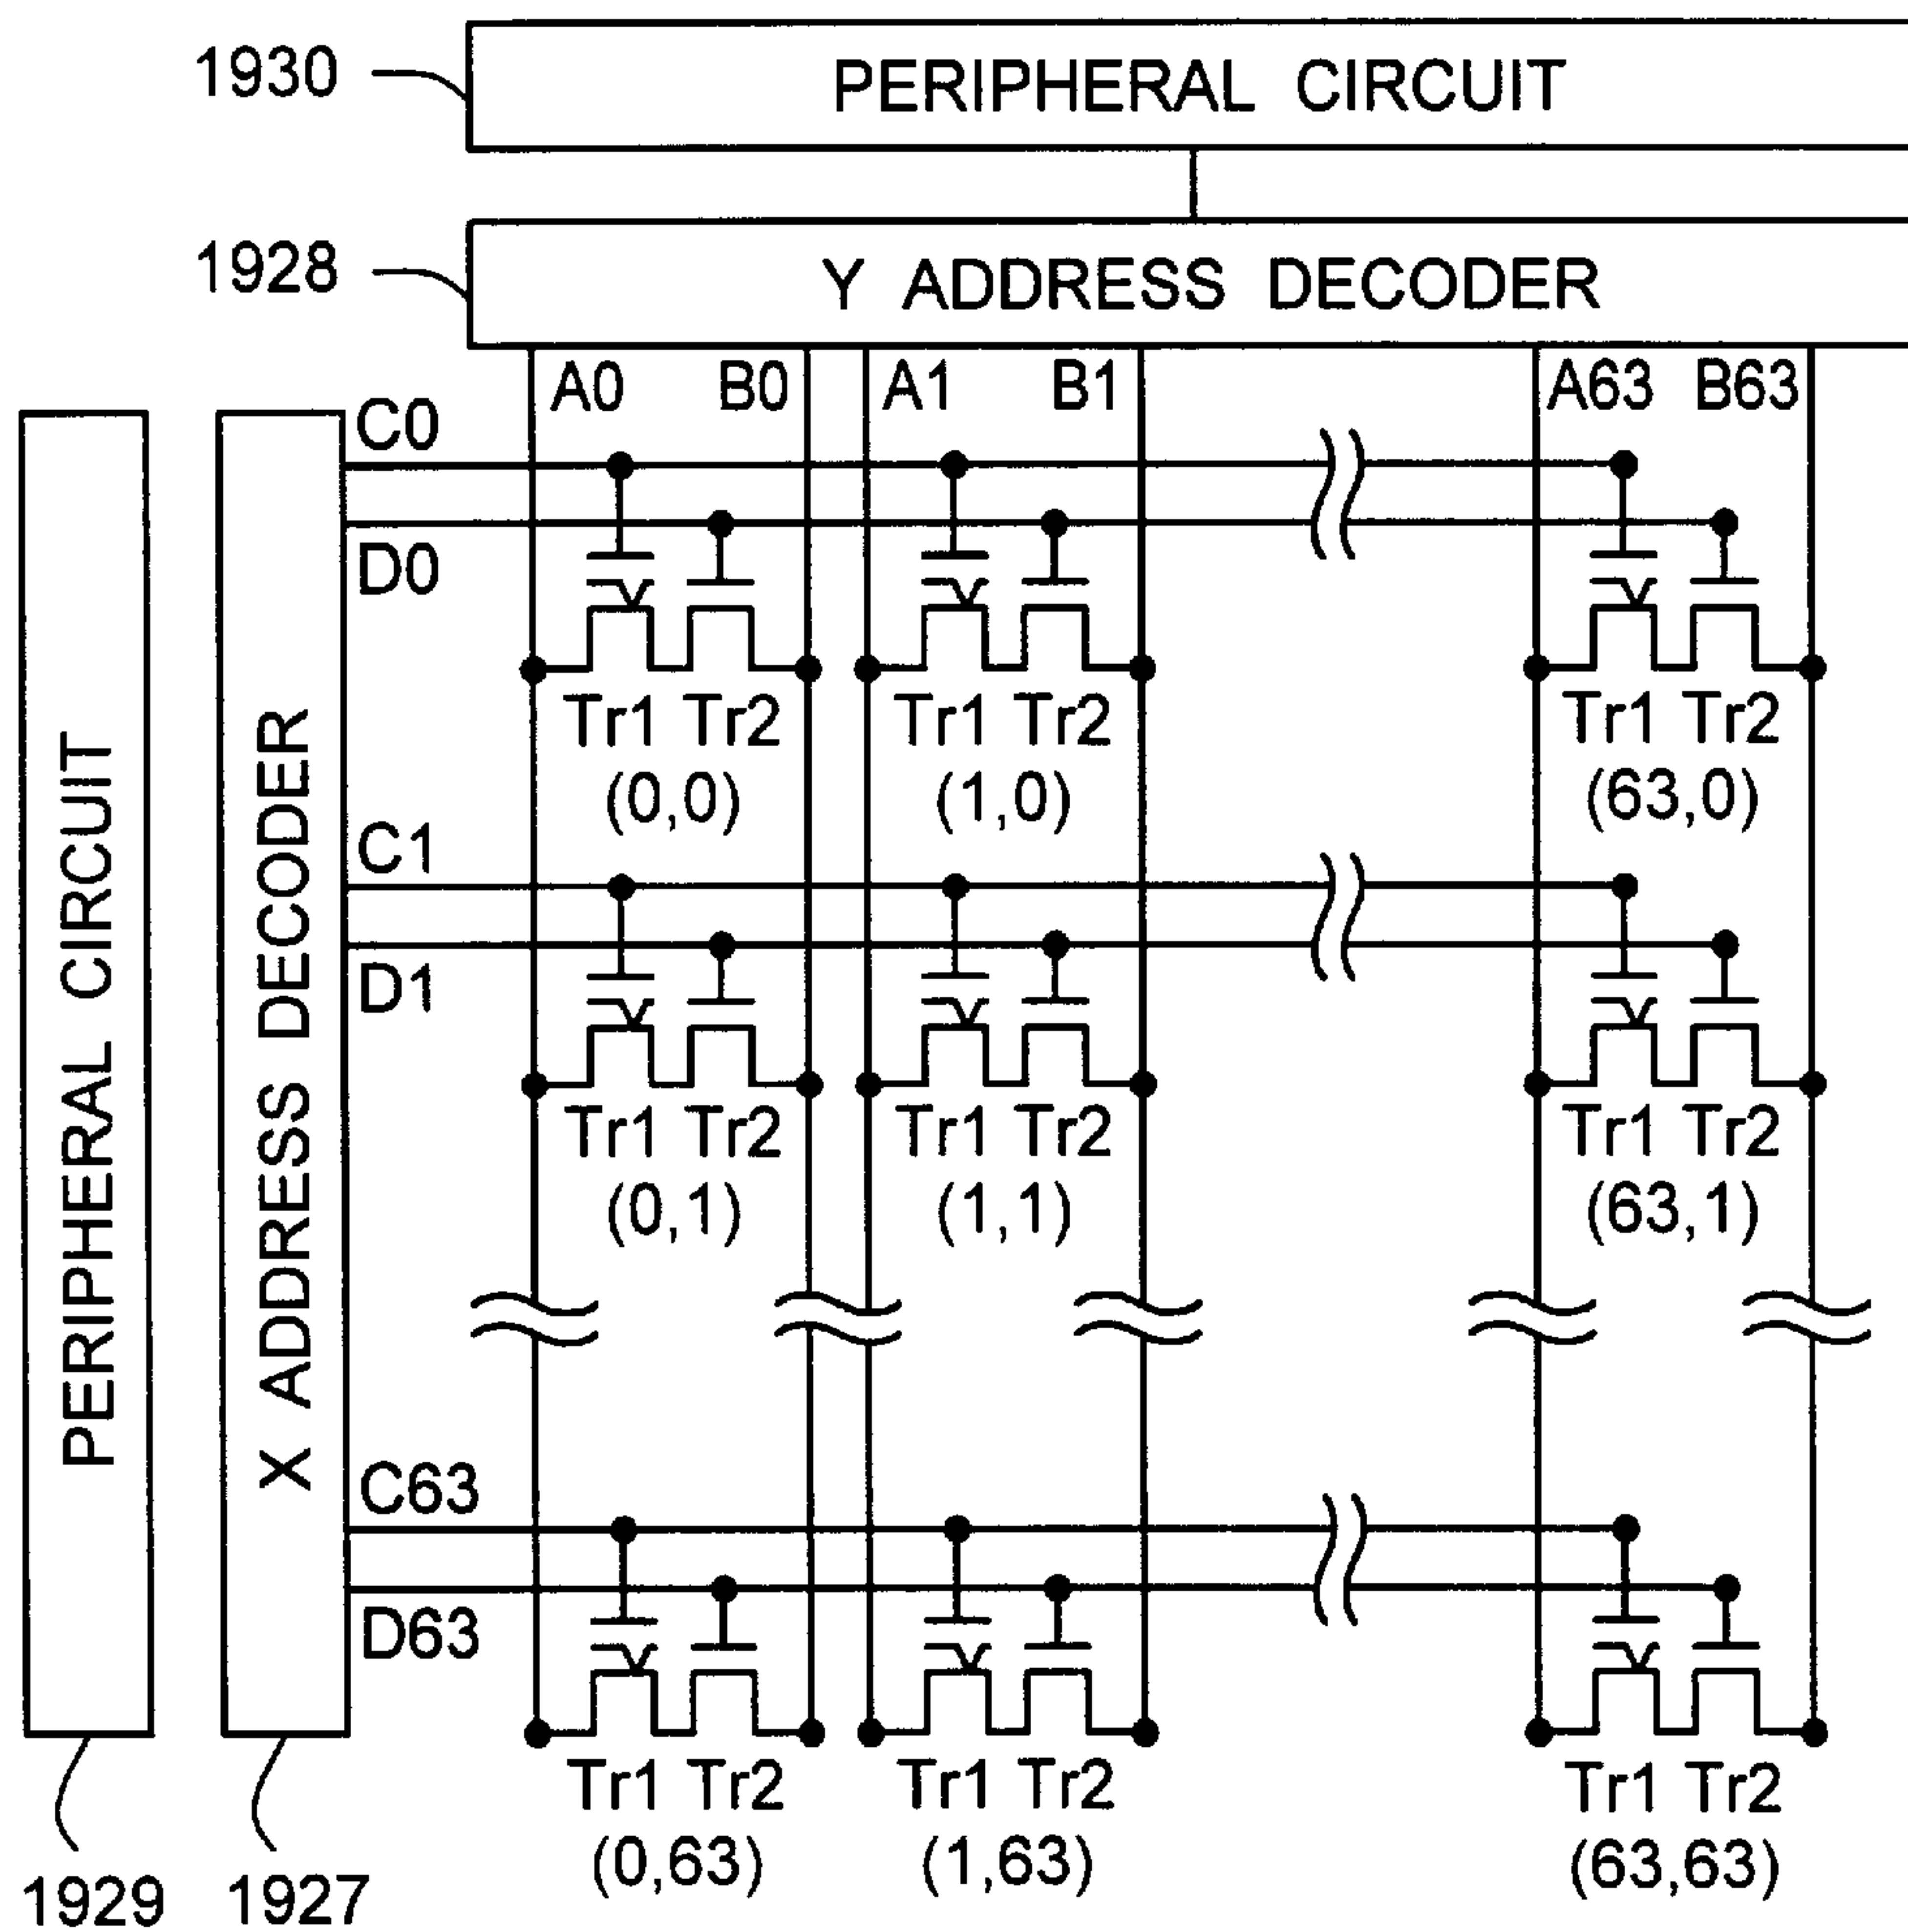 1930
PERIPHERAL CIRCUIT
1928
Y ADDRESS DECODER
A0 B0 A1 B1 A63 B63
C0
D0
Tr1 Tr2 Tr1 Tr2 Tr1 Tr2
(0,0) (1,0) (63,0)
C1
D1
Tr1 Tr2 Tr1 Tr2 Tr1 Tr2
(0,1) (1,1) (63,1)
C63
D63
Tr1 Tr2 Tr1 Tr2 Tr1 Tr2
(0,63) (1,63) (63,63)
PERIPHERAL CIRCUIT
X ADDRESS DECODER
1929 1927